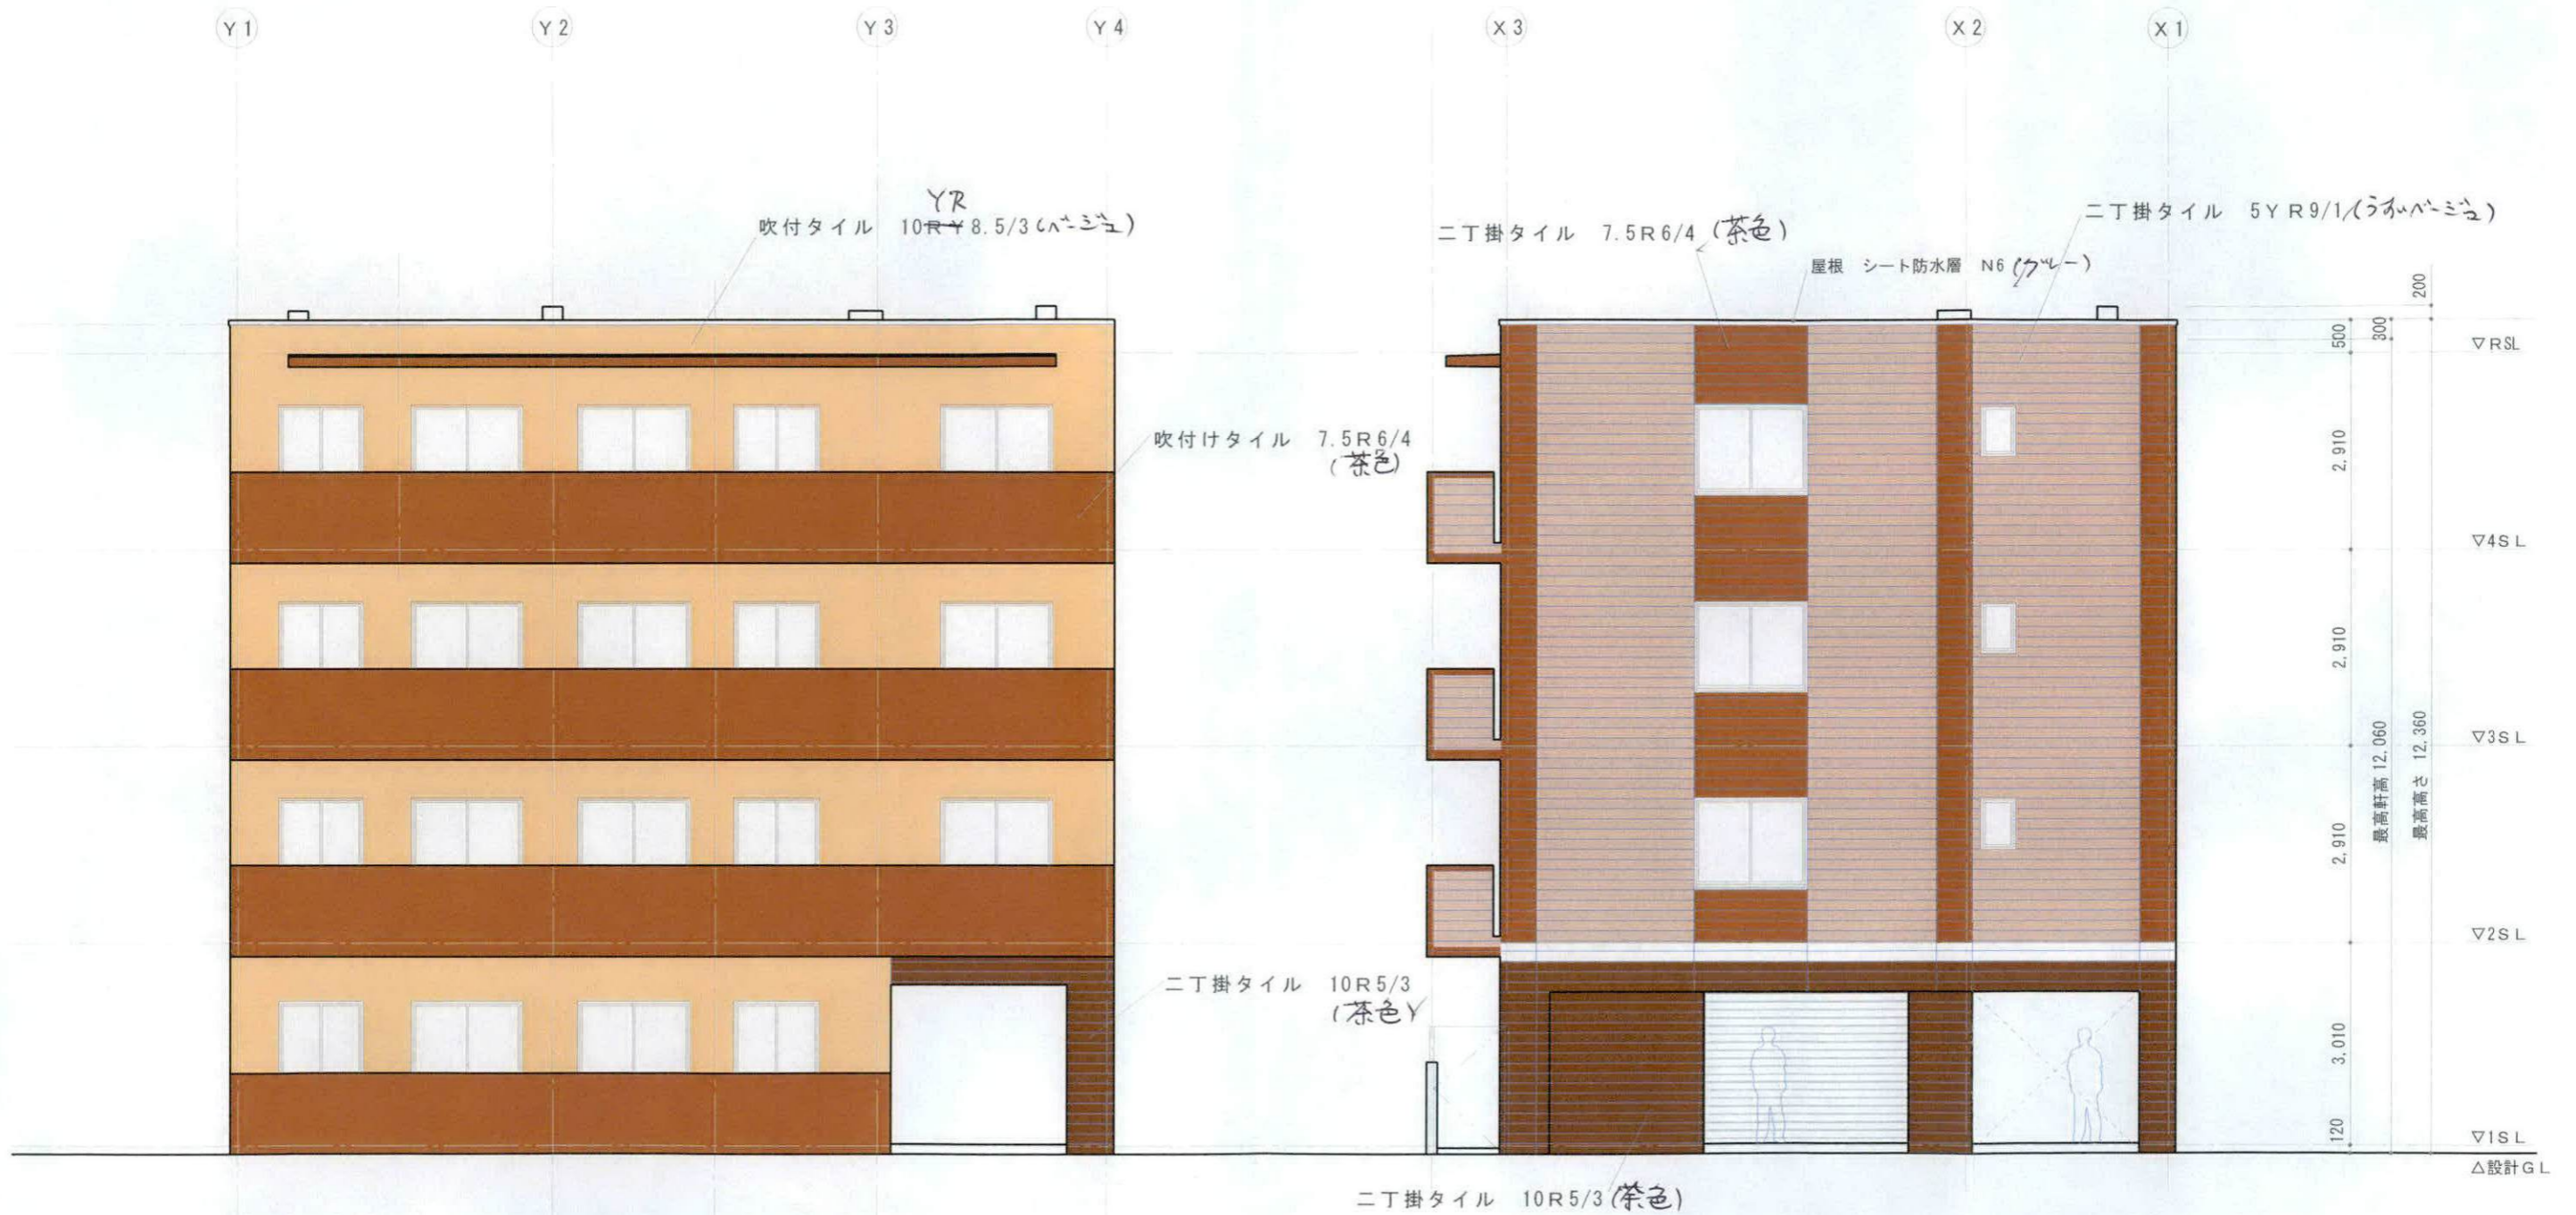 Y1
Y2
Y3
Y4
X3
X2
X1
YR
吹付タイル 10RY 8.5/3 (ベージュ)
二丁掛タイル 7.5R6/4 (茶色)
二丁掛タイル 5YR9/1 (うすいベージュ)
屋根 シート防水層 N6 (グレー)
吹付けタイル 7.5R6/4
(茶色)
二丁掛タイル 10R5/3
(茶色)
二丁掛タイル 10R5/3 (茶色)
200
500
300
▽RSL
2,910
▽4SL
2,910
▽3SL
2,910
最高軒高 12,060
最高高さ 12,360
▽2SL
3,010
120
▽1SL
△設計GL